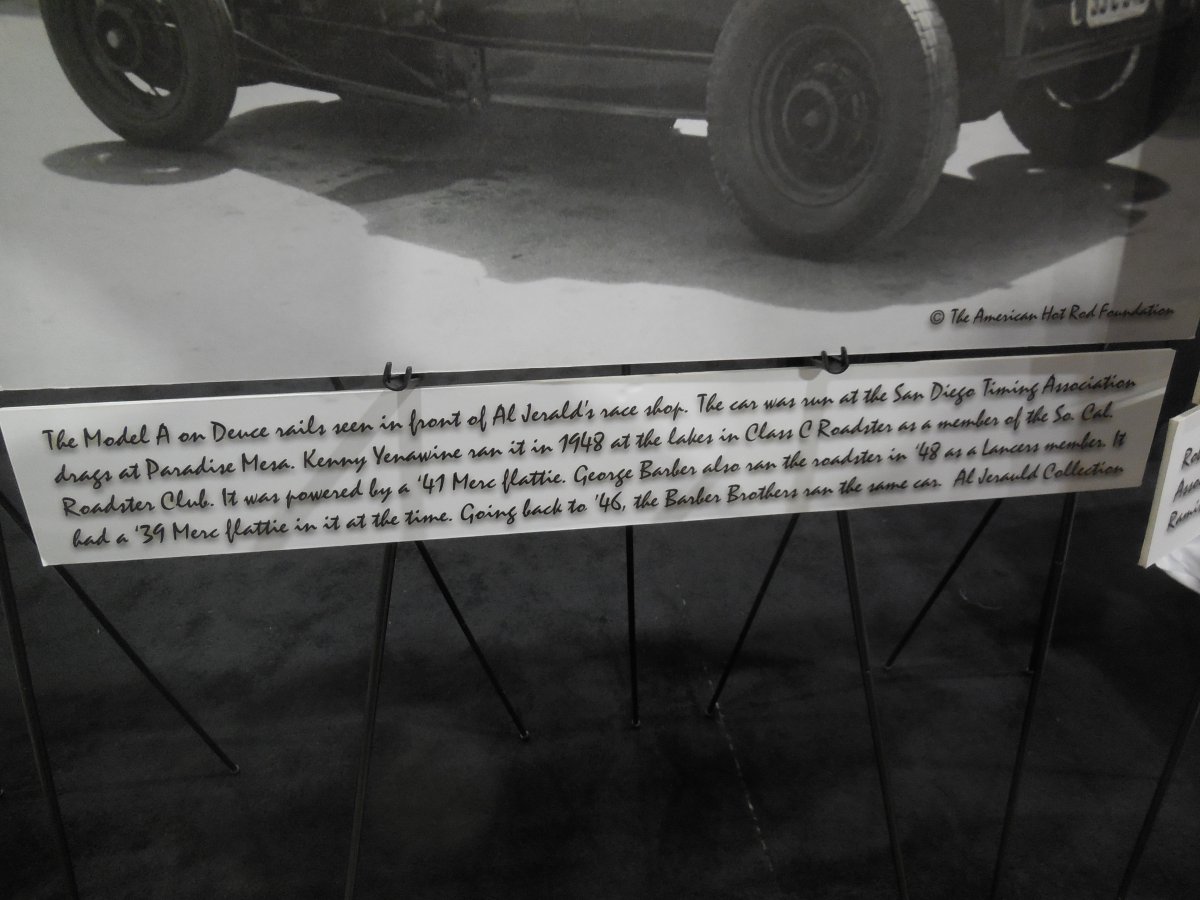 © The American Hot Rod Foundation
The Model A on Deuce rails seen in front of Al Jerald's race shop. The car was run at the San Diego Timing Association
drags at Paradise Mesa. Kenny Yenawine ran it in 1948 at the lakes in Class C Roadster as a member of the So. Cal.
Roadster Club. It was powered by a '41 Merc flattie. George Barber also ran the roadster in '48 as a Lancers member. It
had a '39 Merc flattie in it at the time. Going back to '46, the Barber Brothers ran the same car. Al Jerauld Collection